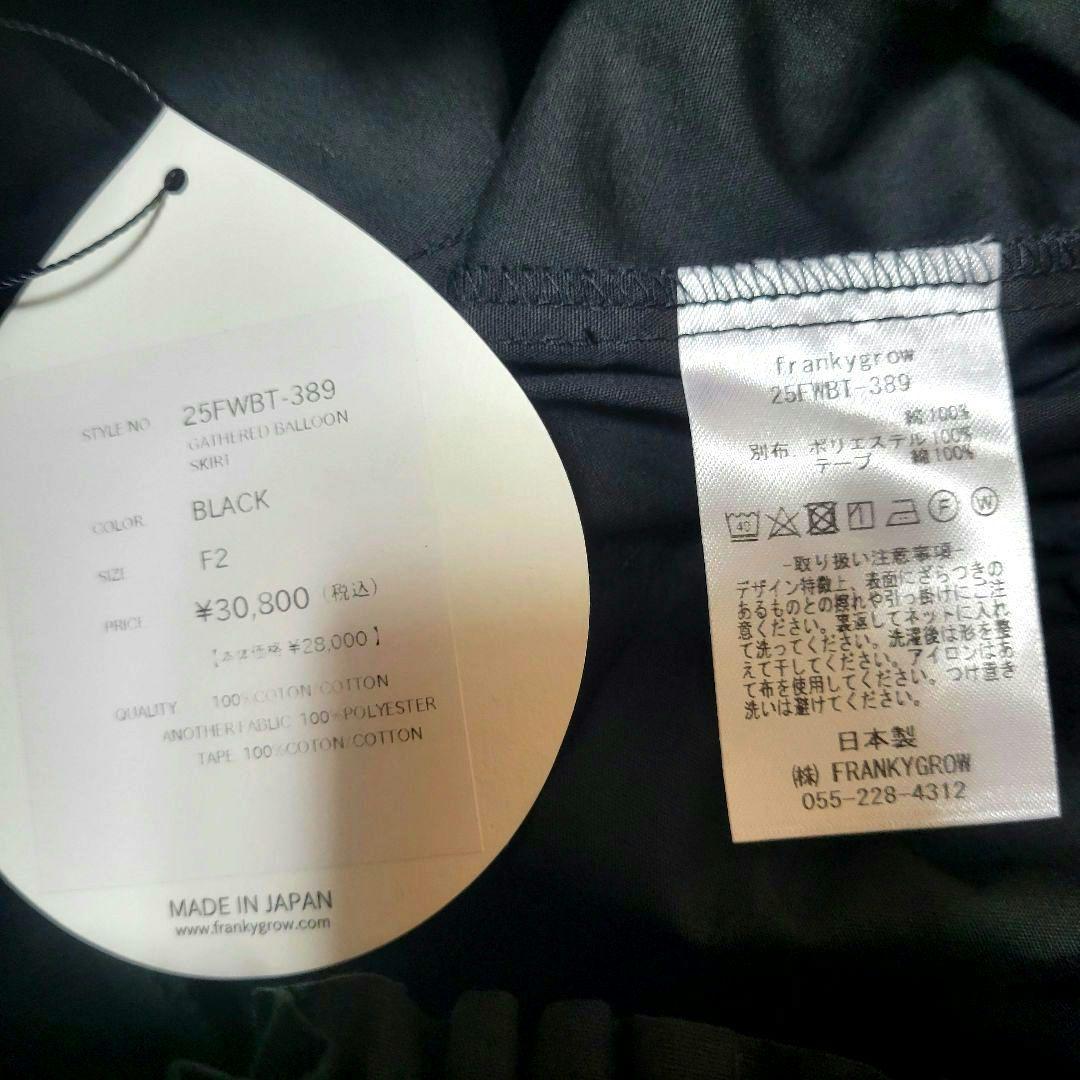 STYLE NO 25FWBT-389
GATHERED BALLOON
SKIRT
COLOR BLACK
SIZE F2
PRICE ¥30,800 (税込)
【本体価格 ¥28,000】
QUALITY 100%COTON/COTTON
ANOTHER FABLIC 100%POLYESTER
TAPE 100%COTON/COTTON
MADE IN JAPAN
www.frankygrow.com
frankygrow
25FWBT-389
綿100%
別布 ポリエステル100%
テープ 綿100%
40
F W
-取り扱い注意事項-
デザイン特徴上、表面にざらつきの
あるものとの擦れや引っ掛けにご注
意ください。裏返してネットに入れ
て洗ってください。洗濯後は形を整
えて干してください。アイロンはあ
て布を使用してください。つけ置き
洗いは避けてください。
日本製
(株) FRANKYGROW
055-228-4312